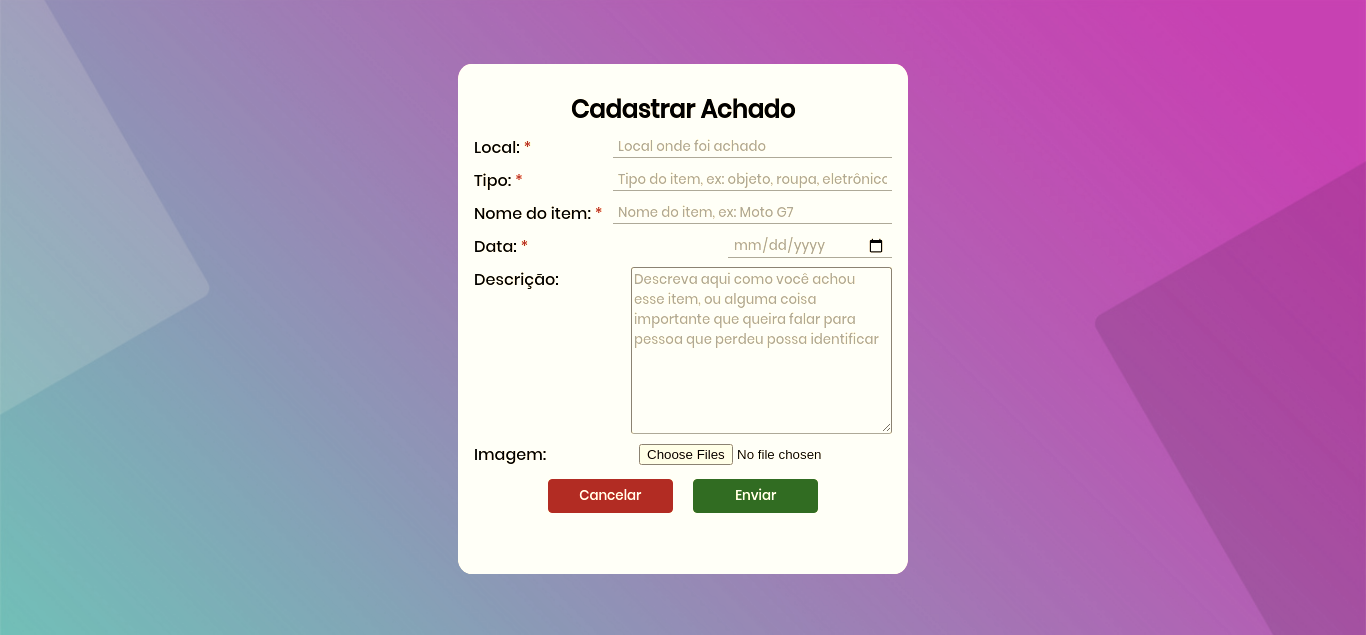 Cadastrar Achado
Local: * Local onde foi achado
Tipo: * Tipo do item, ex: objeto, roupa, eletrônico
Nome do item: * Nome do item, ex: Moto G7
Data: * mm/dd/yyyy
Descrição: Descreva aqui como você achou
esse item, ou alguma coisa
importante que queira falar para
pessoa que perdeu possa identificar
Imagem: Choose Files No file chosen
Cancelar Enviar